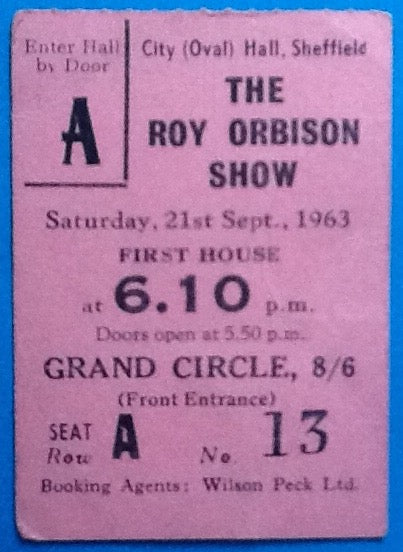 Enter Hall
by Door
A
City (Oval) Hall, Sheffield
THE
ROY ORBISON
SHOW
Saturday, 21st Sept., 1963
FIRST HOUSE
at 6.10 p.m.
Doors open at 5.50 p.m.
GRAND CIRCLE, 8/6
(Front Entrance)
SEAT
Row A No. 13
Booking Agents: Wilson Peck Ltd.